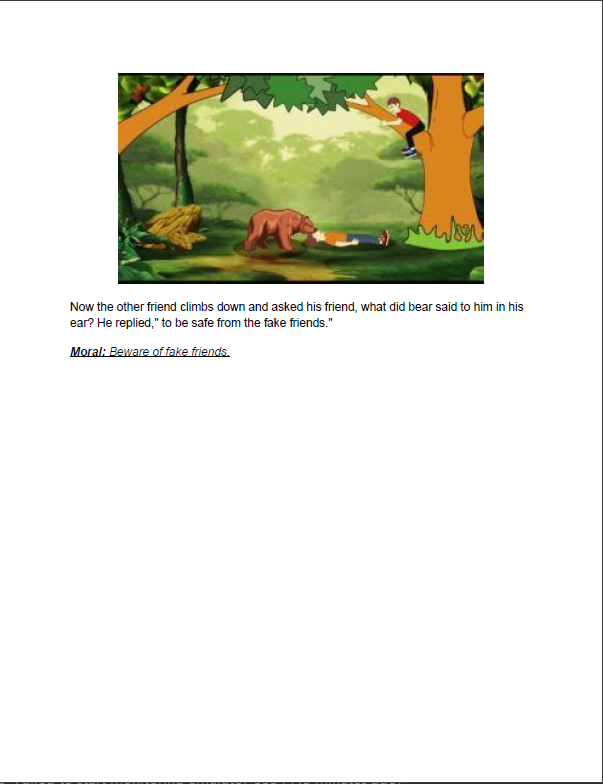 Now the other friend climbs down and asked his friend, what did bear said to him in his
ear? He replied," to be safe from the fake friends."
Moral: Beware of fake friends.